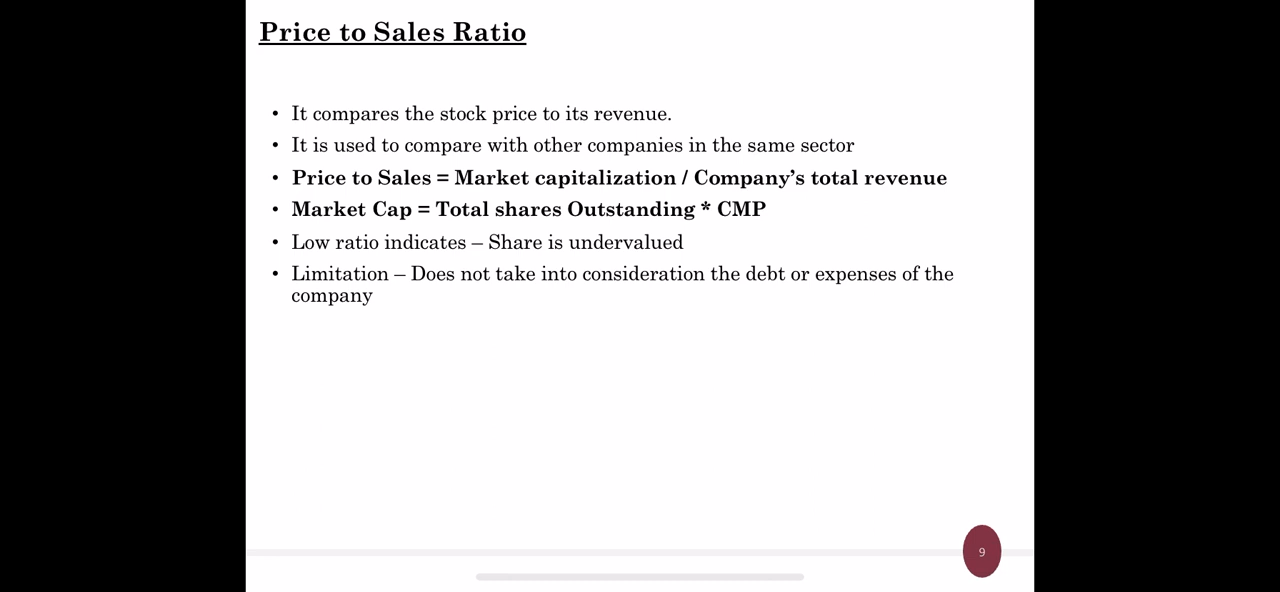 Price to Sales Ratio
• It compares the stock price to its revenue.
• It is used to compare with other companies in the same sector
• Price to Sales = Market capitalization / Company’s total revenue
• Market Cap = Total shares Outstanding * CMP
• Low ratio indicates – Share is undervalued
• Limitation – Does not take into consideration the debt or expenses of the
company
9